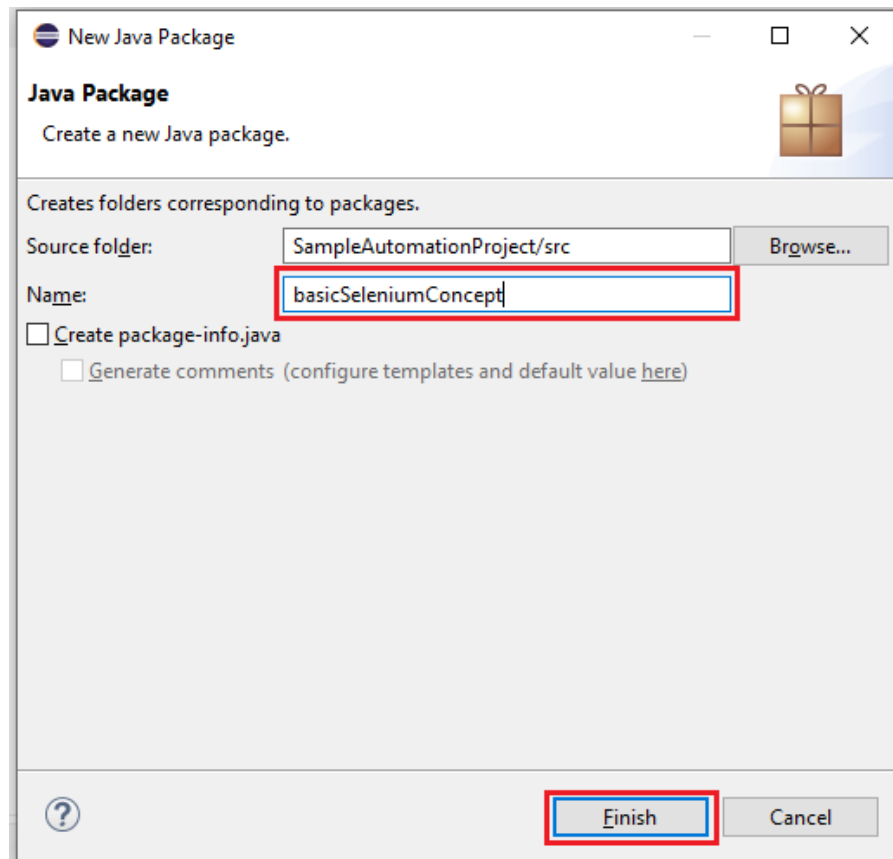 New Java Package
Java Package
Create a new Java package.
Creates folders corresponding to packages.
Source folder: SampleAutomationProject/src Browse...
Name: basicSeleniumConcept
Create package-info.java
Generate comments (configure templates and default value here)
? Finish Cancel